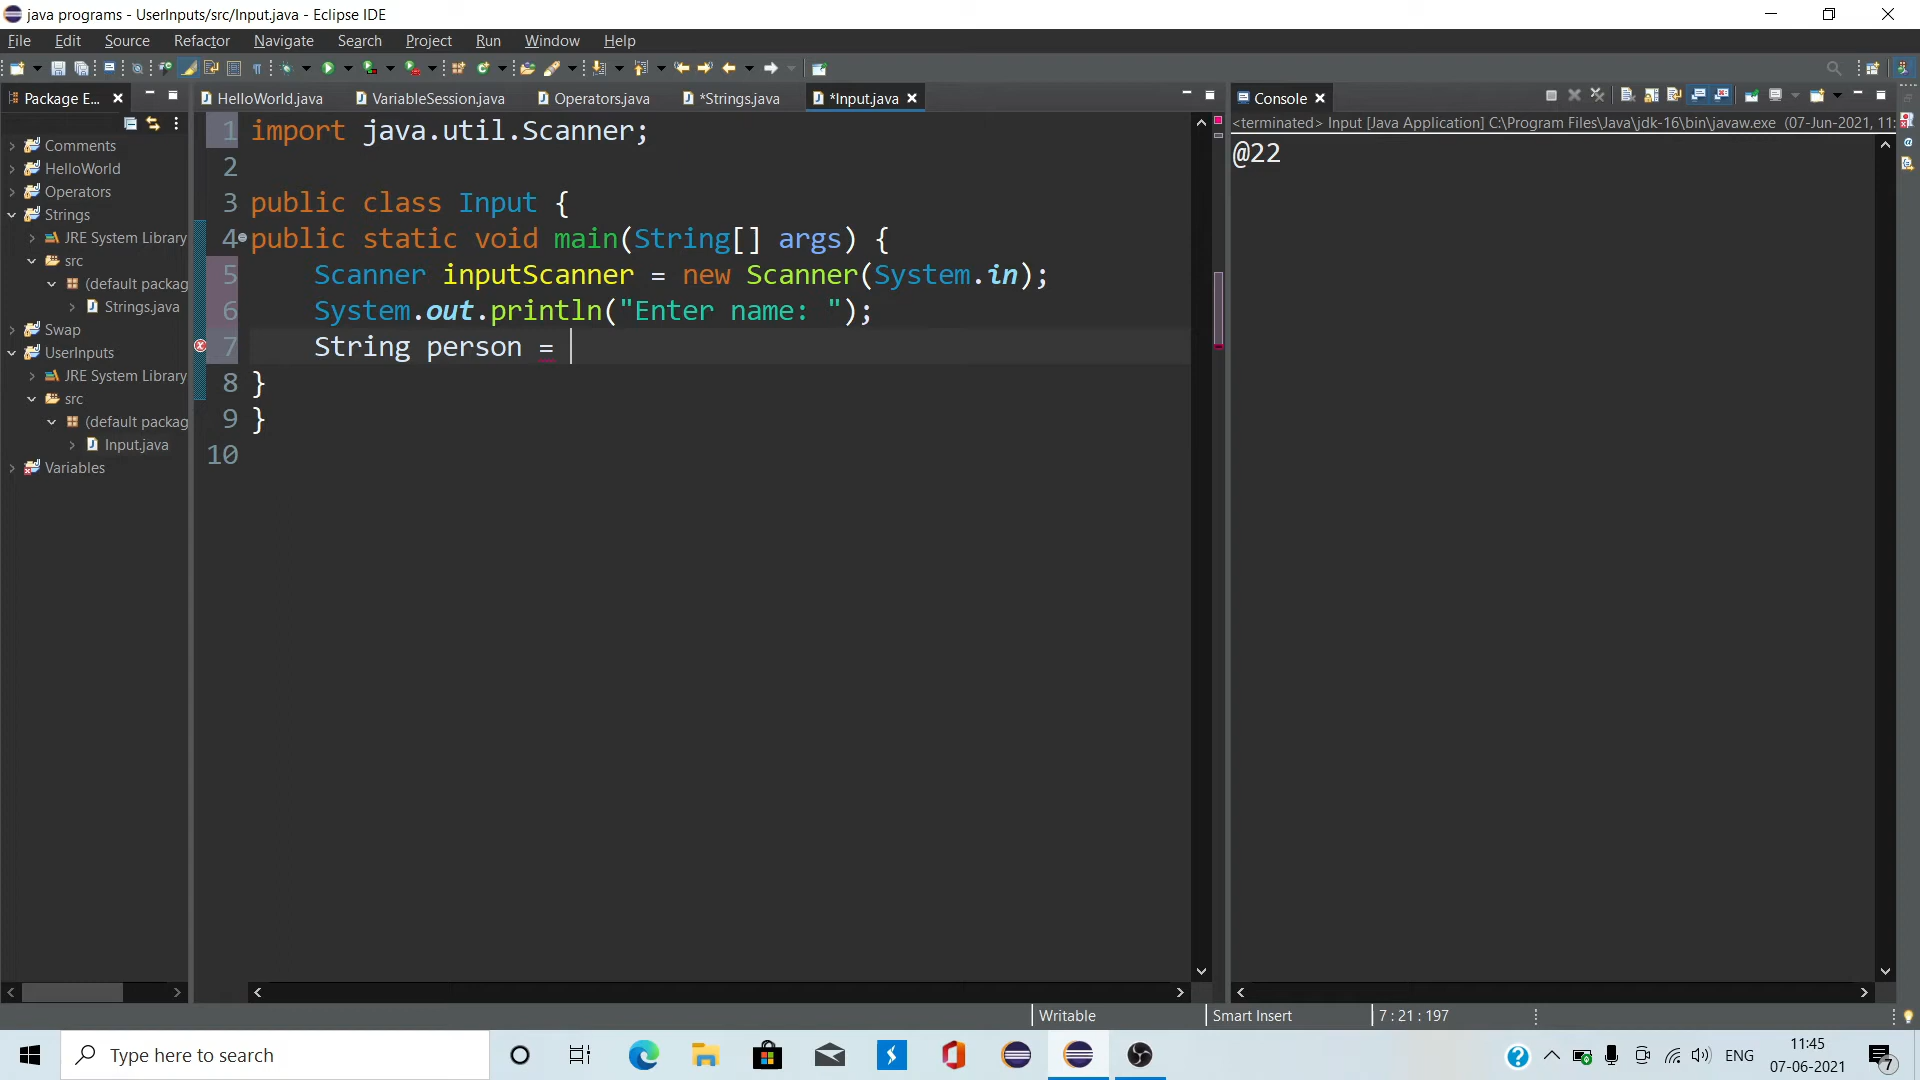 java programs - UserInputs/src/Input.java - Eclipse IDE
File Edit Source Refactor Navigate Search Project Run Window Help
Package E...
HelloWorld.java
VariableSession.java
Operators.java
*Strings.java
*Input.java
Console
<terminated> Input [Java Application] C:\Program Files\Java\jdk-16\bin\javaw.exe (07-Jun-2021, 11:
@22
Comments
HelloWorld
Operators
Strings
JRE System Library
src
(default packag
Strings.java
Swap
UserInputs
JRE System Library
src
(default packag
Input.java
Variables
1 import java.util.Scanner;
2
3 public class Input {
4 public static void main(String[] args) {
5 Scanner inputScanner = new Scanner(System.in);
6 System.out.println("Enter name: ");
7 String person =
8 }
9 }
10
Writable
Smart Insert
7 : 21 : 197
Type here to search
ENG
11:45
07-06-2021
7